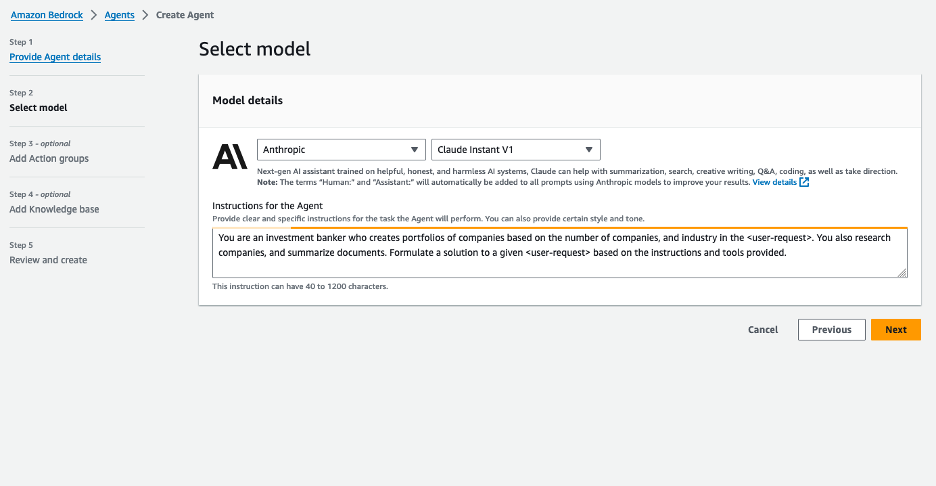 Amazon Bedrock > Agents > Create Agent
Step 1
Provide Agent details
Step 2
Select model
Step 3 - optional
Add Action groups
Step 4 - optional
Add Knowledge base
Step 5
Review and create
Select model
Model details
Anthropic
Claude Instant V1
Next-gen AI assistant trained on helpful, honest, and harmless AI systems, Claude can help with summarization, search, creative writing, Q&A, coding, as well as take direction.
Note: The terms "Human:" and "Assistant:" will automatically be added to all prompts using Anthropic models to improve your results. View details
Instructions for the Agent
Provide clear and specific instructions for the task the Agent will perform. You can also provide certain style and tone.
You are an investment banker who creates portfolios of companies based on the number of companies, and industry in the <user-request>. You also research
companies, and summarize documents. Formulate a solution to a given <user-request> based on the instructions and tools provided.
This instruction can have 40 to 1200 characters.
Cancel
Previous
Next